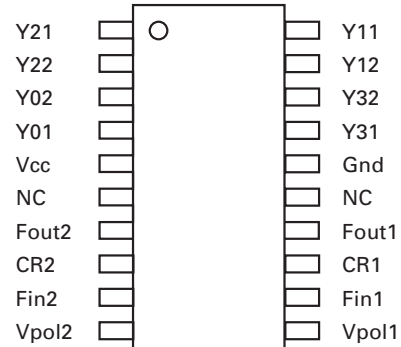 Y21 Y11
Y22 Y12
Y02 Y32
Y01 Y31
Vcc Gnd
NC NC
Fout2 Fout1
CR2 CR1
Fin2 Fin1
Vpol2 Vpol1